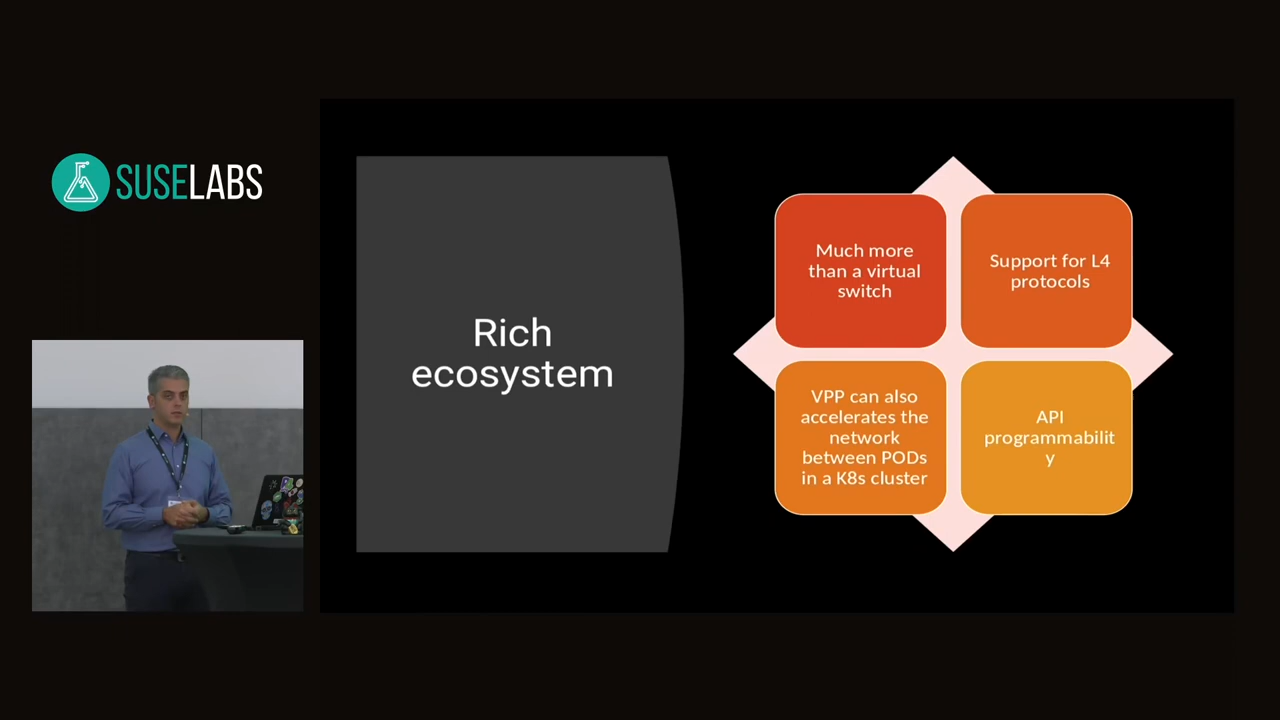 SUSELABS
Rich
ecosystem
Much more
than a virtual
switch
Support for L4
protocols
VPP can also
accelerates the
network
between PODs
in a K8s cluster
API
programmabilit
y